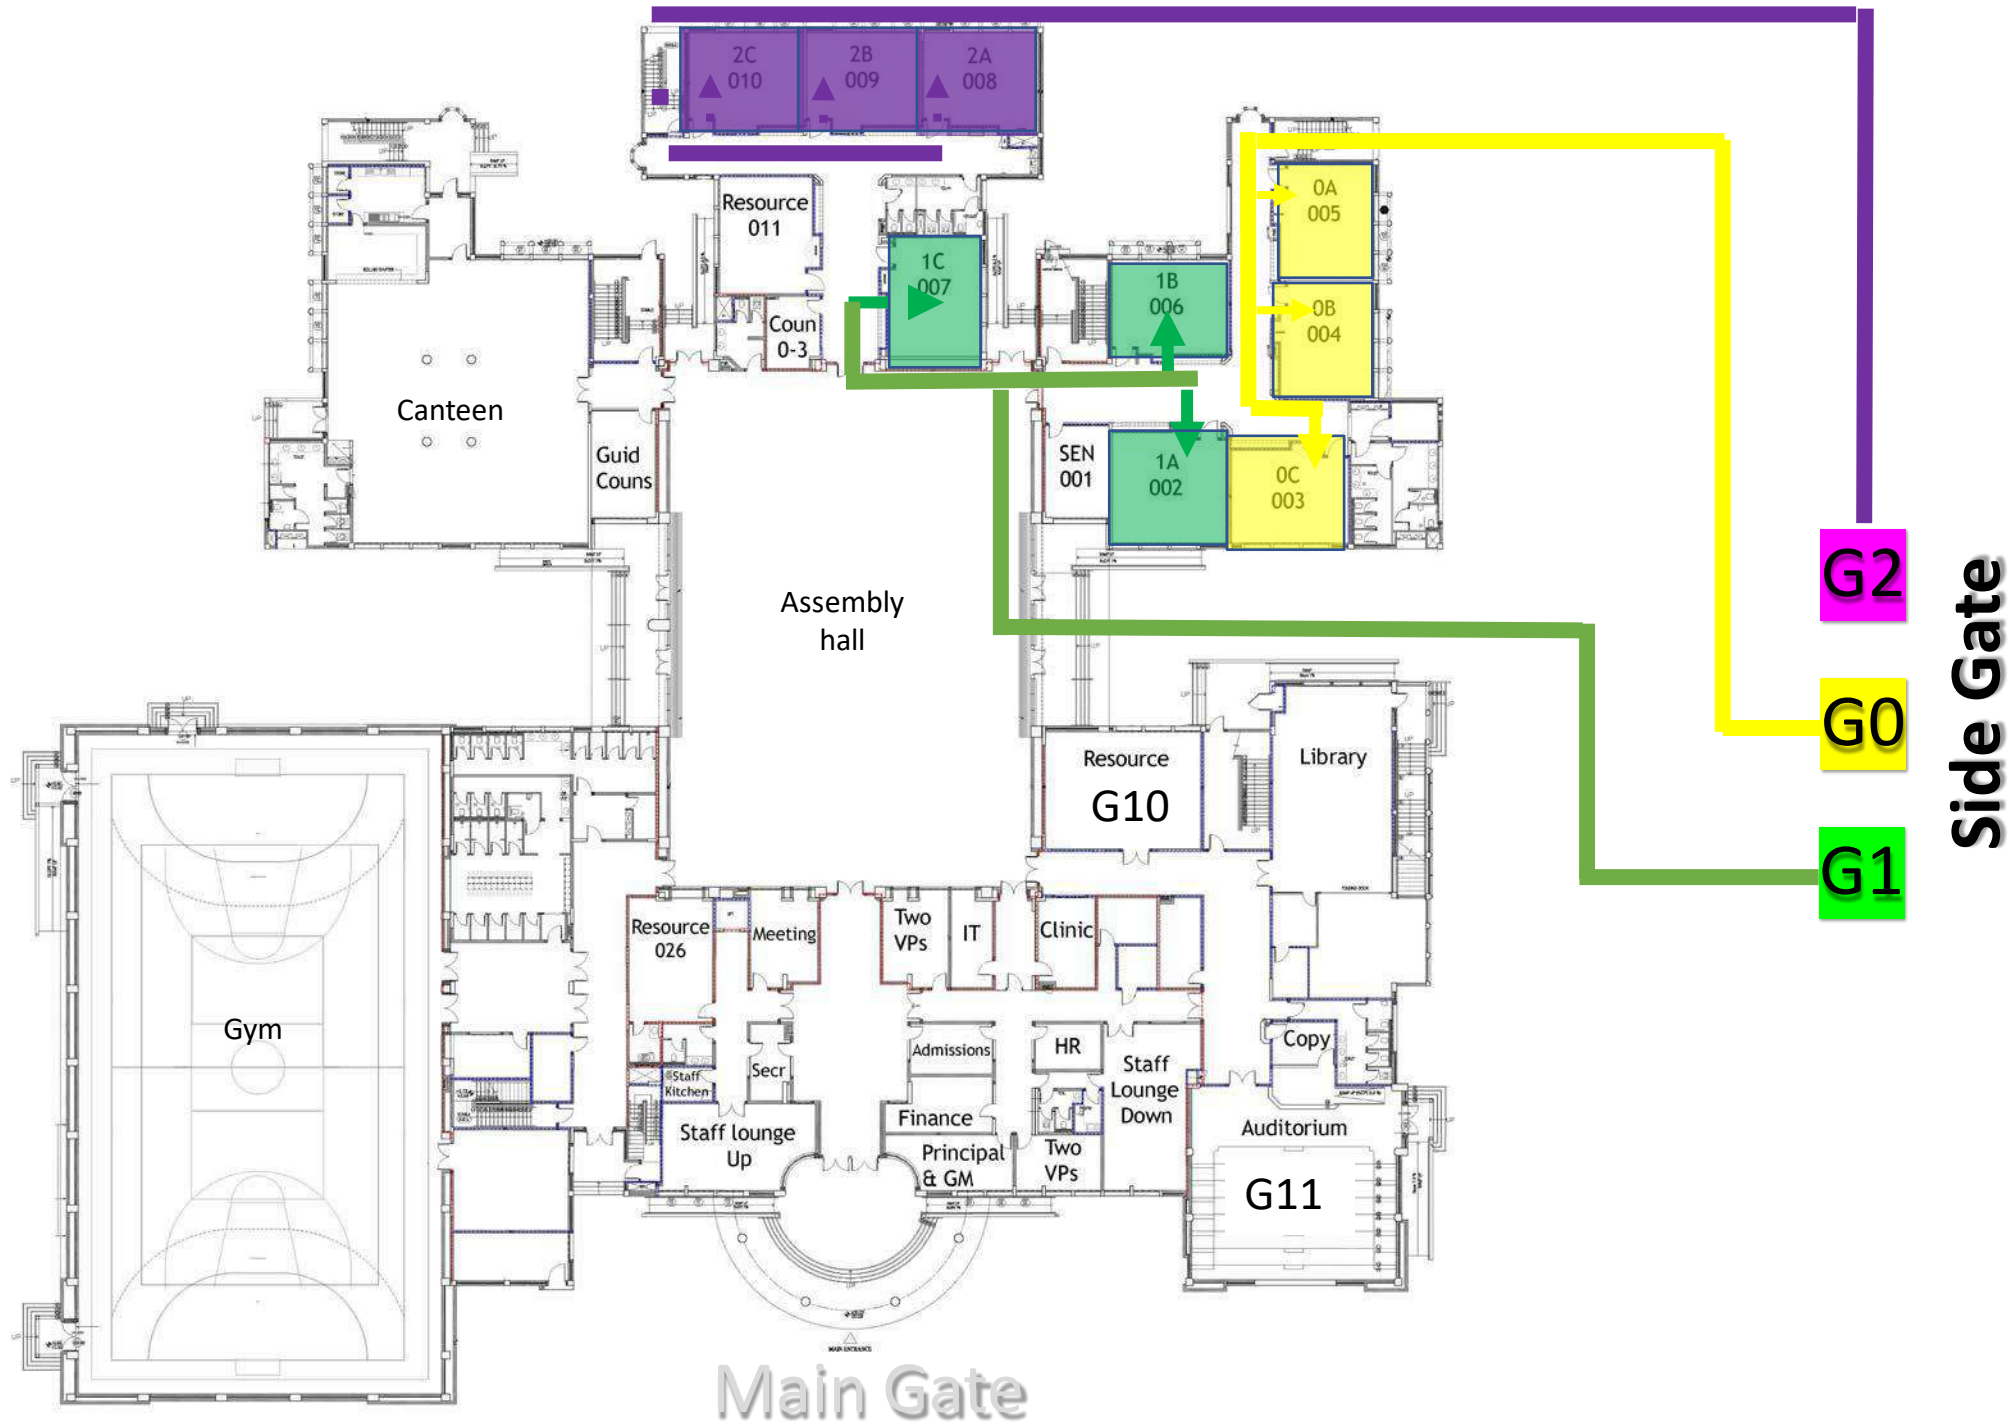 2C
010
2B
009
2A
008
Resource
011
1C
007
Coun
0-3
1B
006
0A
005
0B
004
Canteen
Guid
Couns
SEN
001
1A
002
0C
003
Assembly
hall
G2
G0
G1
Side Gate
Resource
G10
Library
Gym
Resource
026
Meeting
Two
VPs
IT
Clinic
Secr
Staff
Kitchen
Staff lounge
Up
Admissions
Finance
Principal
& GM
HR
Two
VPs
Staff
Lounge
Down
Copy
Auditorium
G11
MAIN ENTRANCE
Main Gate